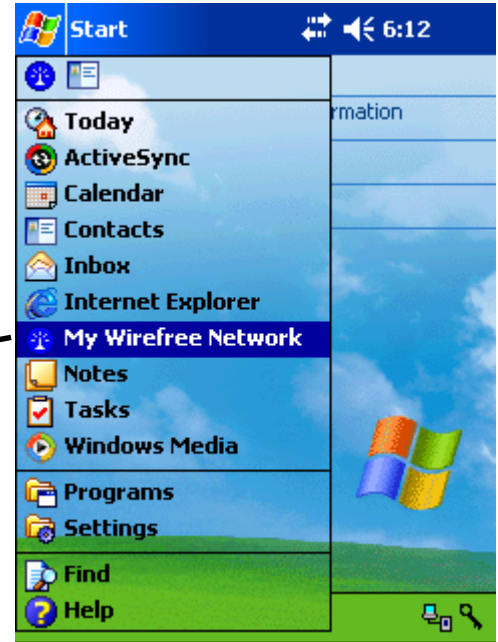 Start 6:12
Today
rmation
ActiveSync
Calendar
Contacts
Inbox
Internet Explorer
My Wirefree Network
Notes
Tasks
Windows Media
Programs
Settings
Find
Help